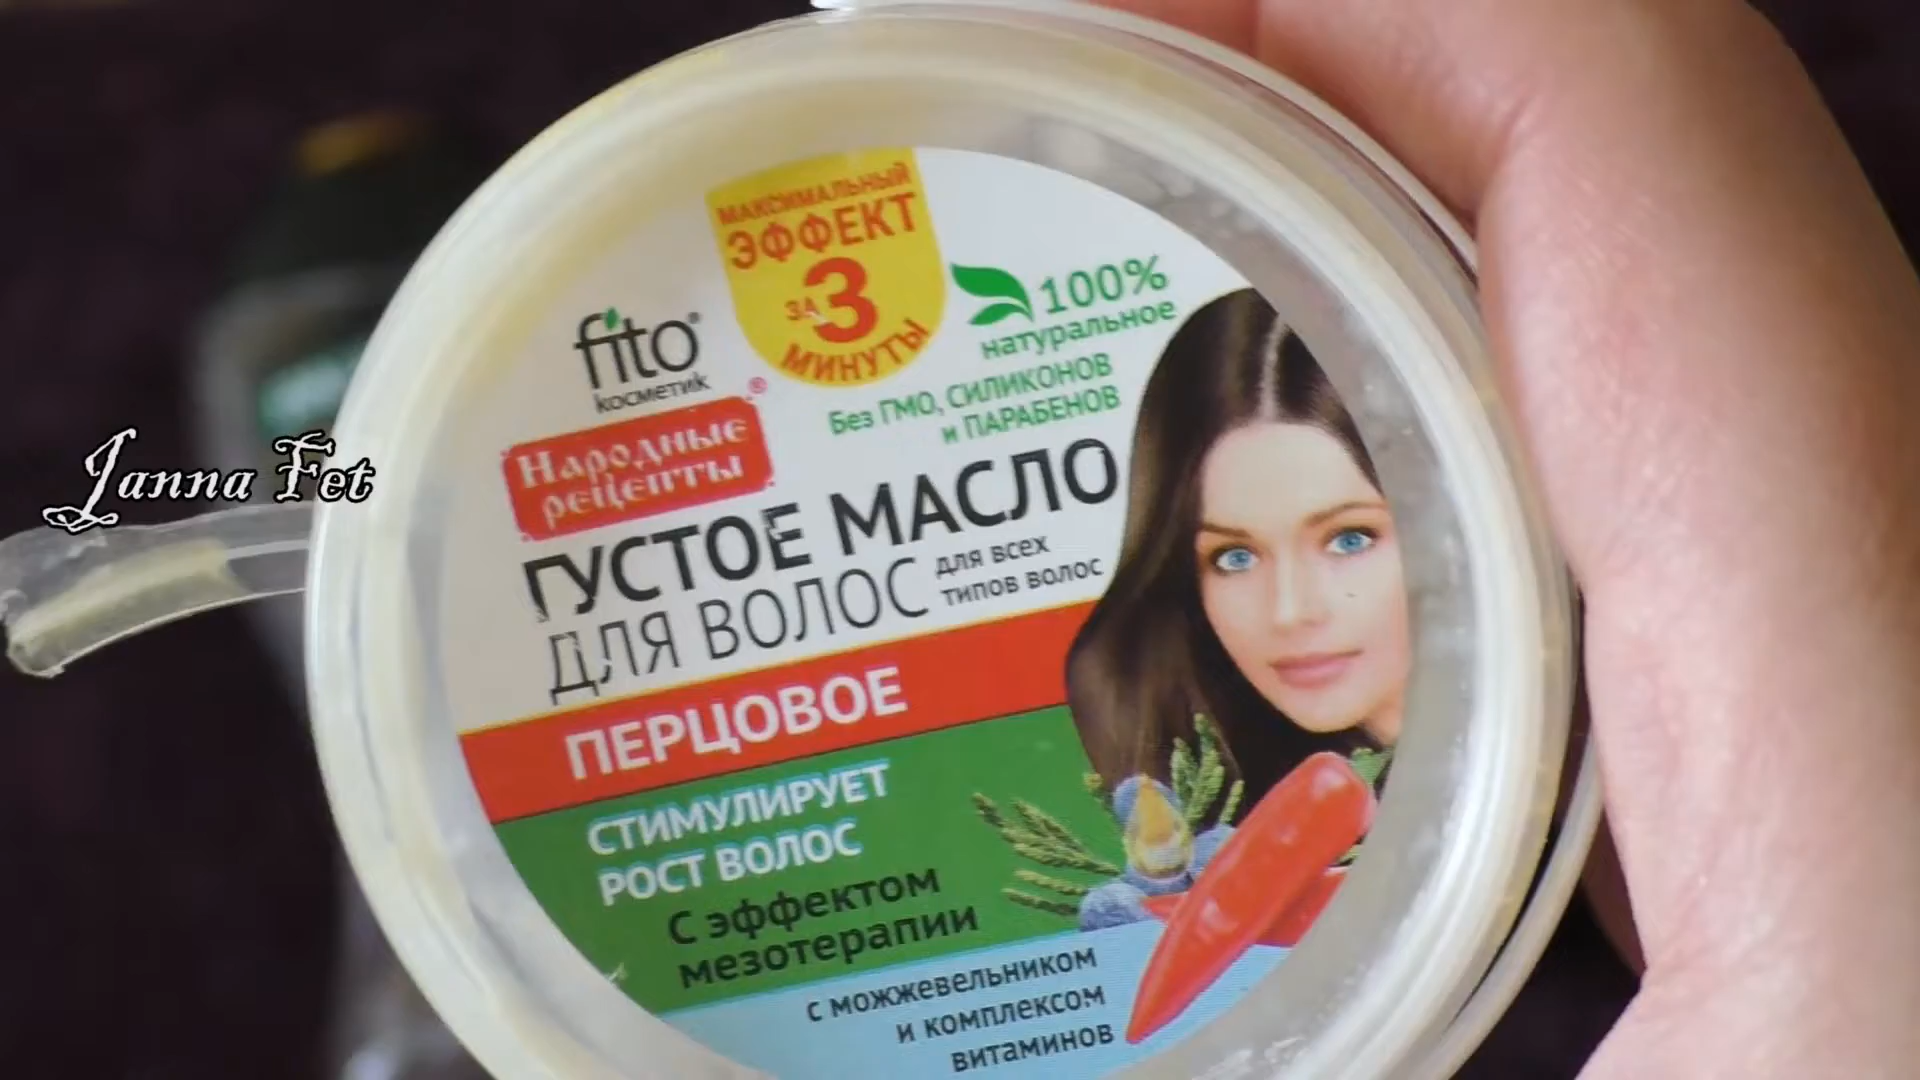 МАКСИМАЛЬНЫЙ
ЭФФЕКТ
ЗА 3
МИНУТЫ
fito®
косметик
100%
натуральное
Без ГМО, СИЛИКОНОВ
и ПАРАБЕНОВ
Народные ®
рецепты
ГУСТОЕ МАСЛО
ДЛЯ ВОЛОС
для всех
типов волос
ПЕРЦОВОЕ
СТИМУЛИРУЕТ
РОСТ ВОЛОС
С эффектом
мезотерапии
с можжевельником
и комплексом
витаминов
Janna Fet